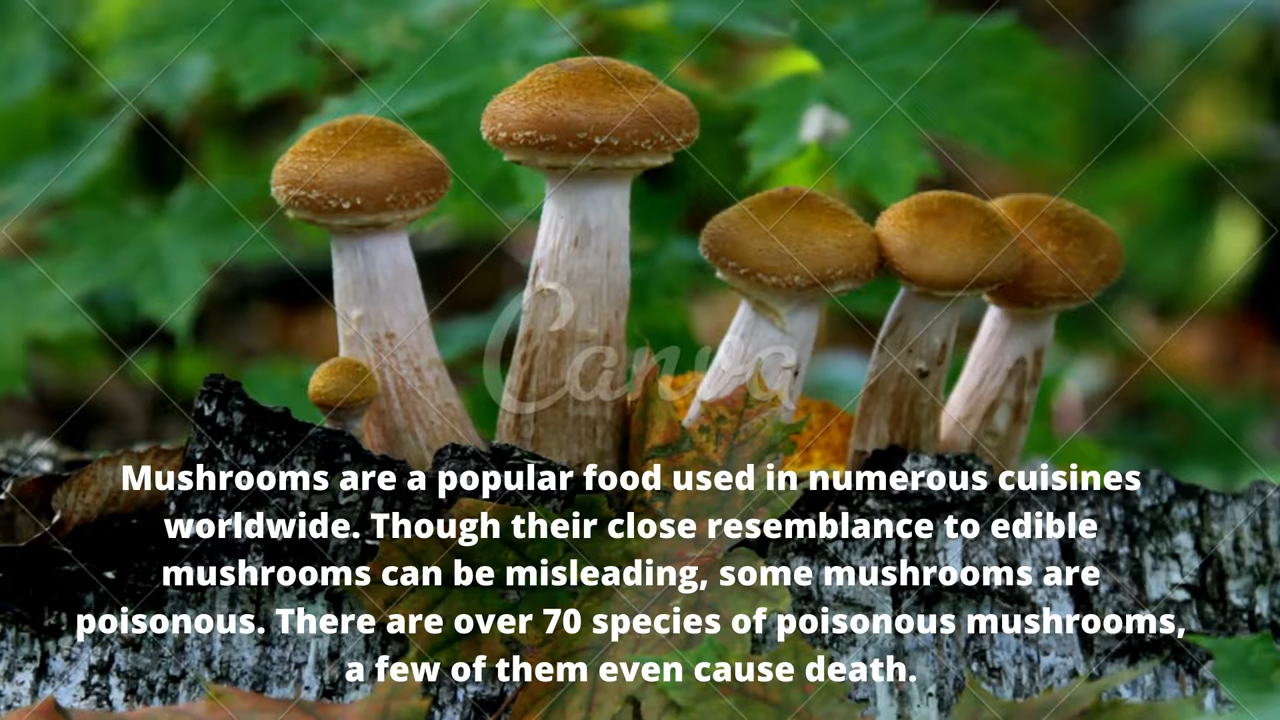 Canva
Mushrooms are a popular food used in numerous cuisines
worldwide. Though their close resemblance to edible
mushrooms can be misleading, some mushrooms are
poisonous. There are over 70 species of poisonous mushrooms,
a few of them even cause death.